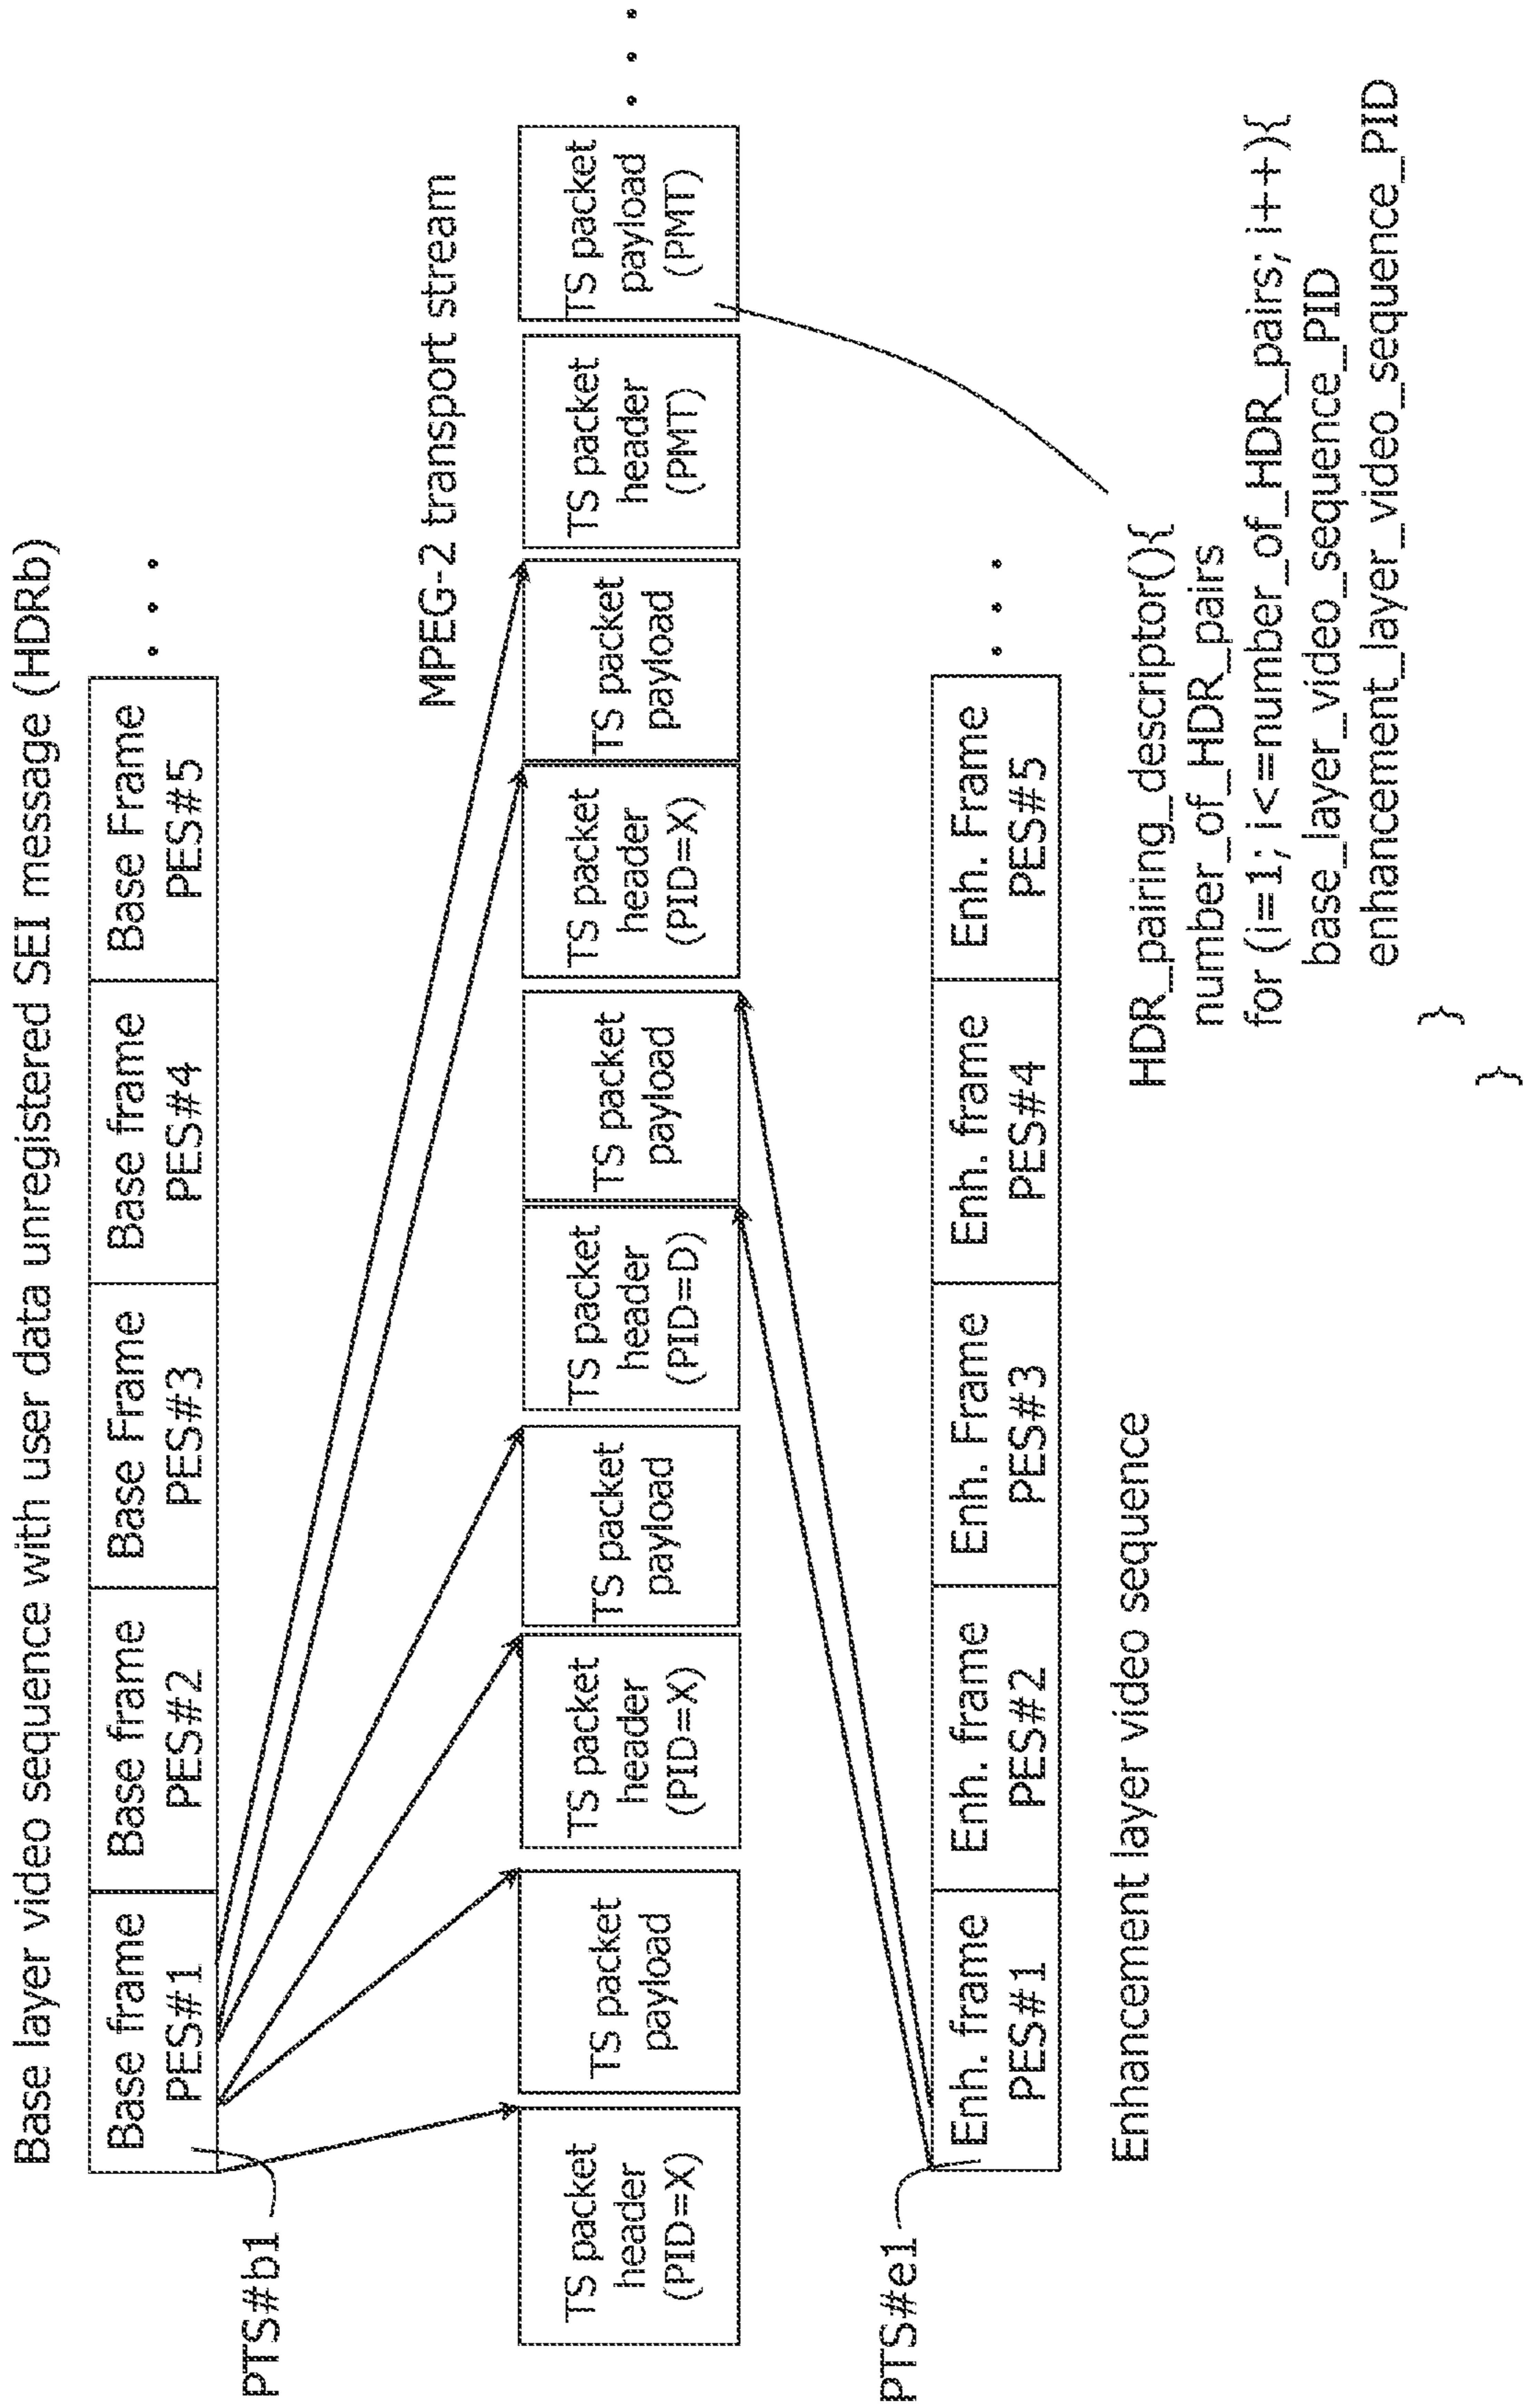 Base layer video sequence with user data unregistered SEI message (HDRb)
Base frame
PES#1
Base frame
PES#2
Base Frame
PES#3
Base frame
PES#4
Base Frame
PES#5
. . .
PTS#b1
MPEG-2 transport stream
TS packet
header
(PID=X)
TS packet
payload
TS packet
header
(PID=X)
TS packet
payload
TS packet
header
(PID=D)
TS packet
payload
TS packet
header
(PID=X)
TS packet
payload
TS packet
header
(PMT)
TS packet
payload
(PMT)
. . .
PTS#e1
Enh. frame
PES#1
Enh. frame
PES#2
Enh. Frame
PES#3
Enh. frame
PES#4
Enh. Frame
PES#5
. . .
Enhancement layer video sequence
HDR_pairing_descriptor(){
number_of_HDR_pairs
for (i=1; i<=number_of_HDR_pairs; i++){
base_layer_video_sequence_PID
enhancement_layer_video_sequence_PID
}
}